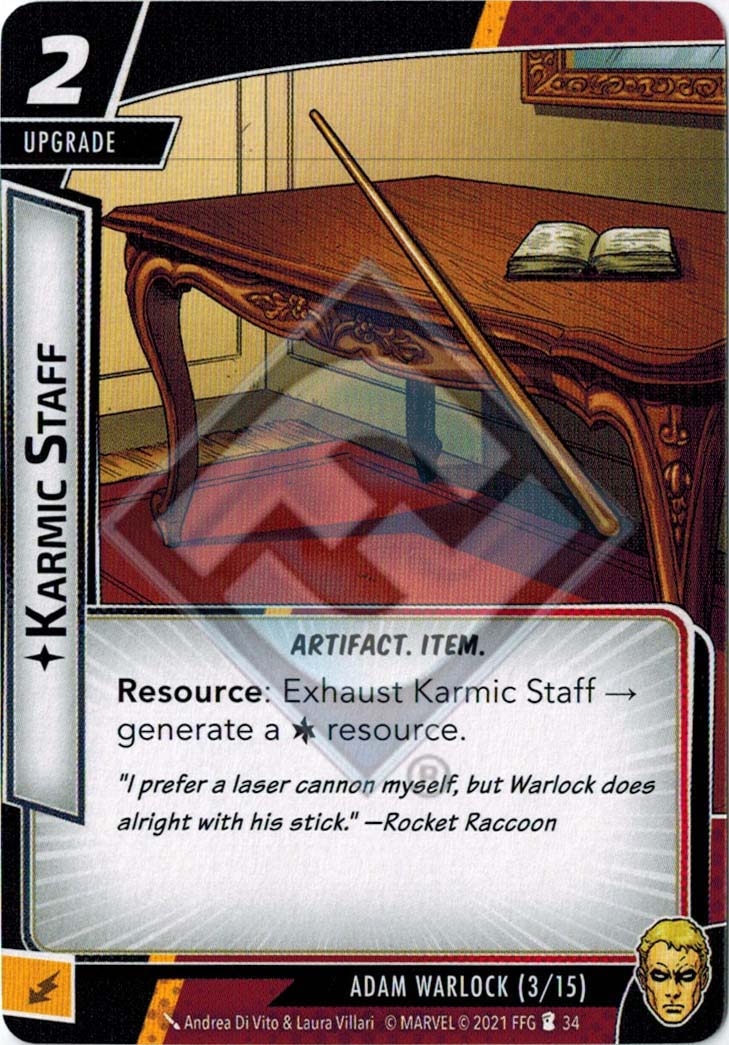 2
UPGRADE
KARMIC STAFF
ARTIFACT. ITEM.
Resource: Exhaust Karmic Staff →
generate a resource.
"I prefer a laser cannon myself, but Warlock does
alright with his stick." —Rocket Raccoon
®
ADAM WARLOCK (3/15)
Andrea Di Vito & Laura Villari © MARVEL © 2021 FFG 34